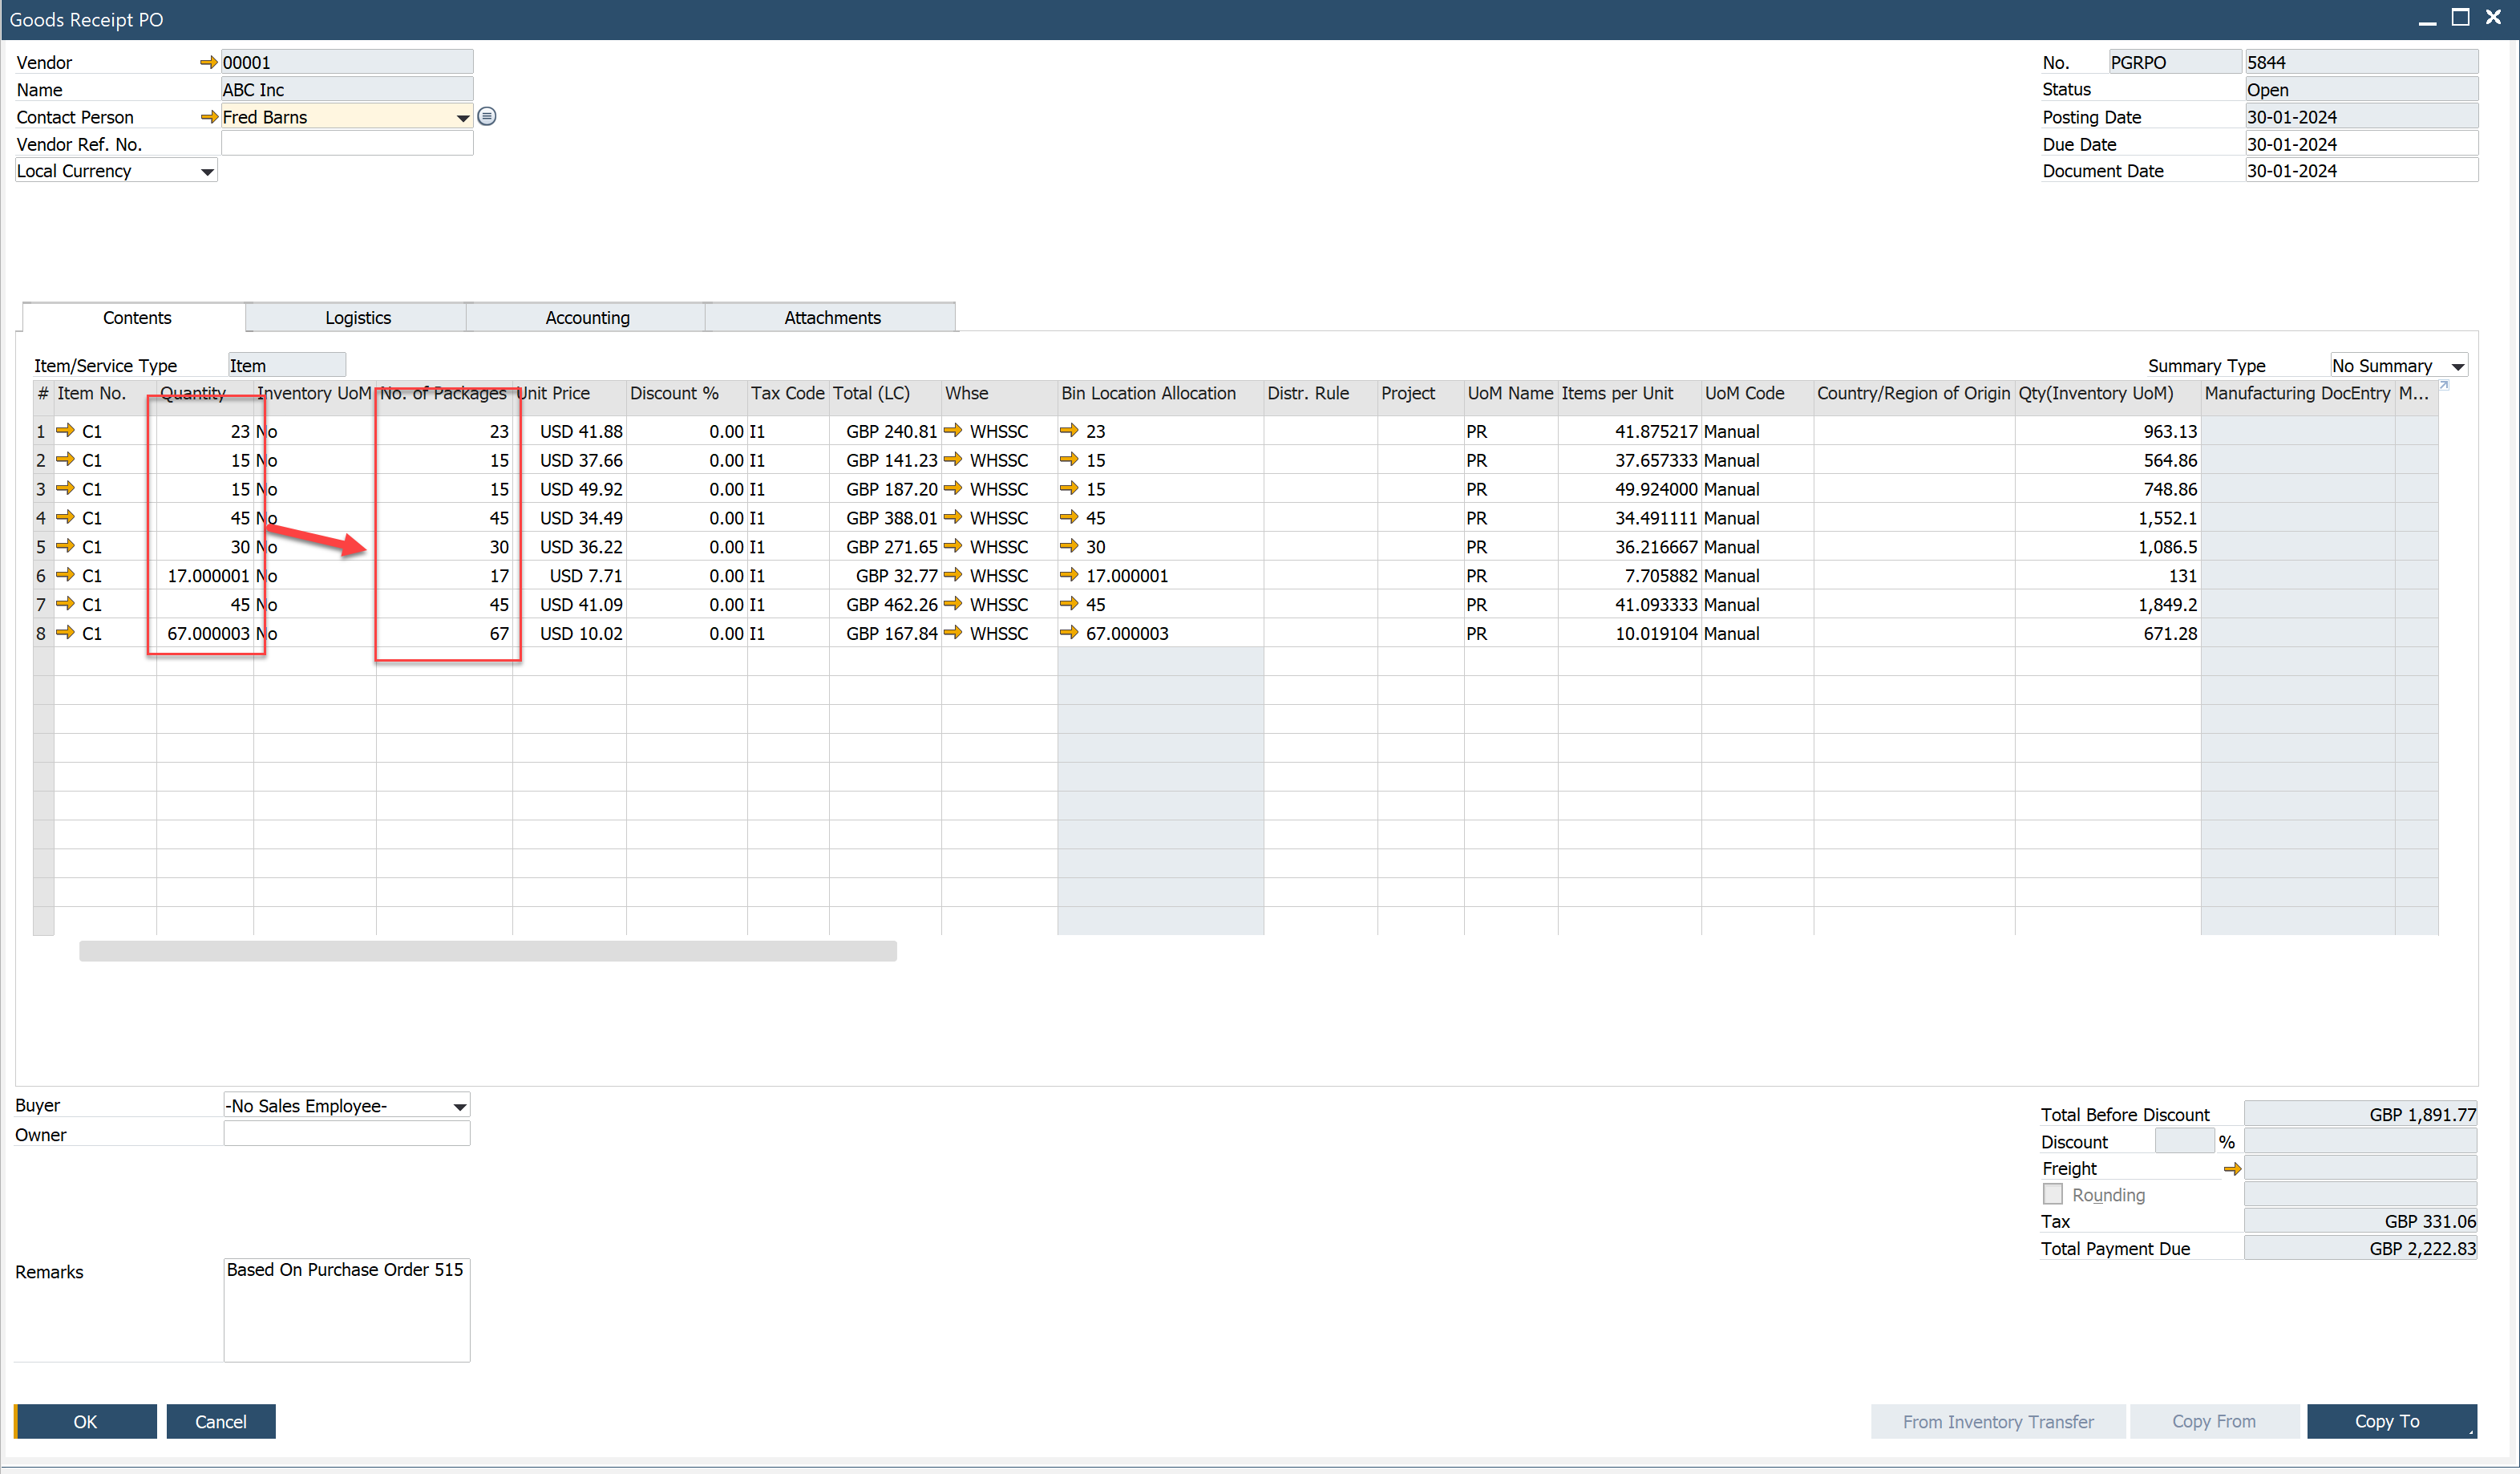 Goods Receipt PO
Vendor 00001
Name ABC Inc
Contact Person Fred Barns
Vendor Ref. No.
Local Currency
No. PGRPO 5844
Status Open
Posting Date 30-01-2024
Due Date 30-01-2024
Document Date 30-01-2024
Contents Logistics Accounting Attachments
Item/Service Type Item
Summary Type No Summary
# Item No. Quantity Inventory UoM No. of Packages Unit Price Discount % Tax Code Total (LC) Whse Bin Location Allocation Distr. Rule Project UoM Name Items per Unit UoM Code Country/Region of Origin Qty(Inventory UoM) Manufacturing DocEntry M...
1 C1 23 No 23 USD 41.88 0.00 I1 GBP 240.81 WHSSC 23 PR 41.875217 Manual 963.13
2 C1 15 No 15 USD 37.66 0.00 I1 GBP 141.23 WHSSC 15 PR 37.657333 Manual 564.86
3 C1 15 No 15 USD 49.92 0.00 I1 GBP 187.20 WHSSC 15 PR 49.924000 Manual 748.86
4 C1 45 No 45 USD 34.49 0.00 I1 GBP 388.01 WHSSC 45 PR 34.491111 Manual 1,552.1
5 C1 30 No 30 USD 36.22 0.00 I1 GBP 271.65 WHSSC 30 PR 36.216667 Manual 1,086.5
6 C1 17.000001 No 17 USD 7.71 0.00 I1 GBP 32.77 WHSSC 17.000001 PR 7.705882 Manual 131
7 C1 45 No 45 USD 41.09 0.00 I1 GBP 462.26 WHSSC 45 PR 41.093333 Manual 1,849.2
8 C1 67.000003 No 67 USD 10.02 0.00 I1 GBP 167.84 WHSSC 67.000003 PR 10.019104 Manual 671.28
Buyer -No Sales Employee-
Owner
Remarks Based On Purchase Order 515
Total Before Discount GBP 1,891.77
Discount %
Freight
Rounding
Tax GBP 331.06
Total Payment Due GBP 2,222.83
OK Cancel From Inventory Transfer Copy From Copy To